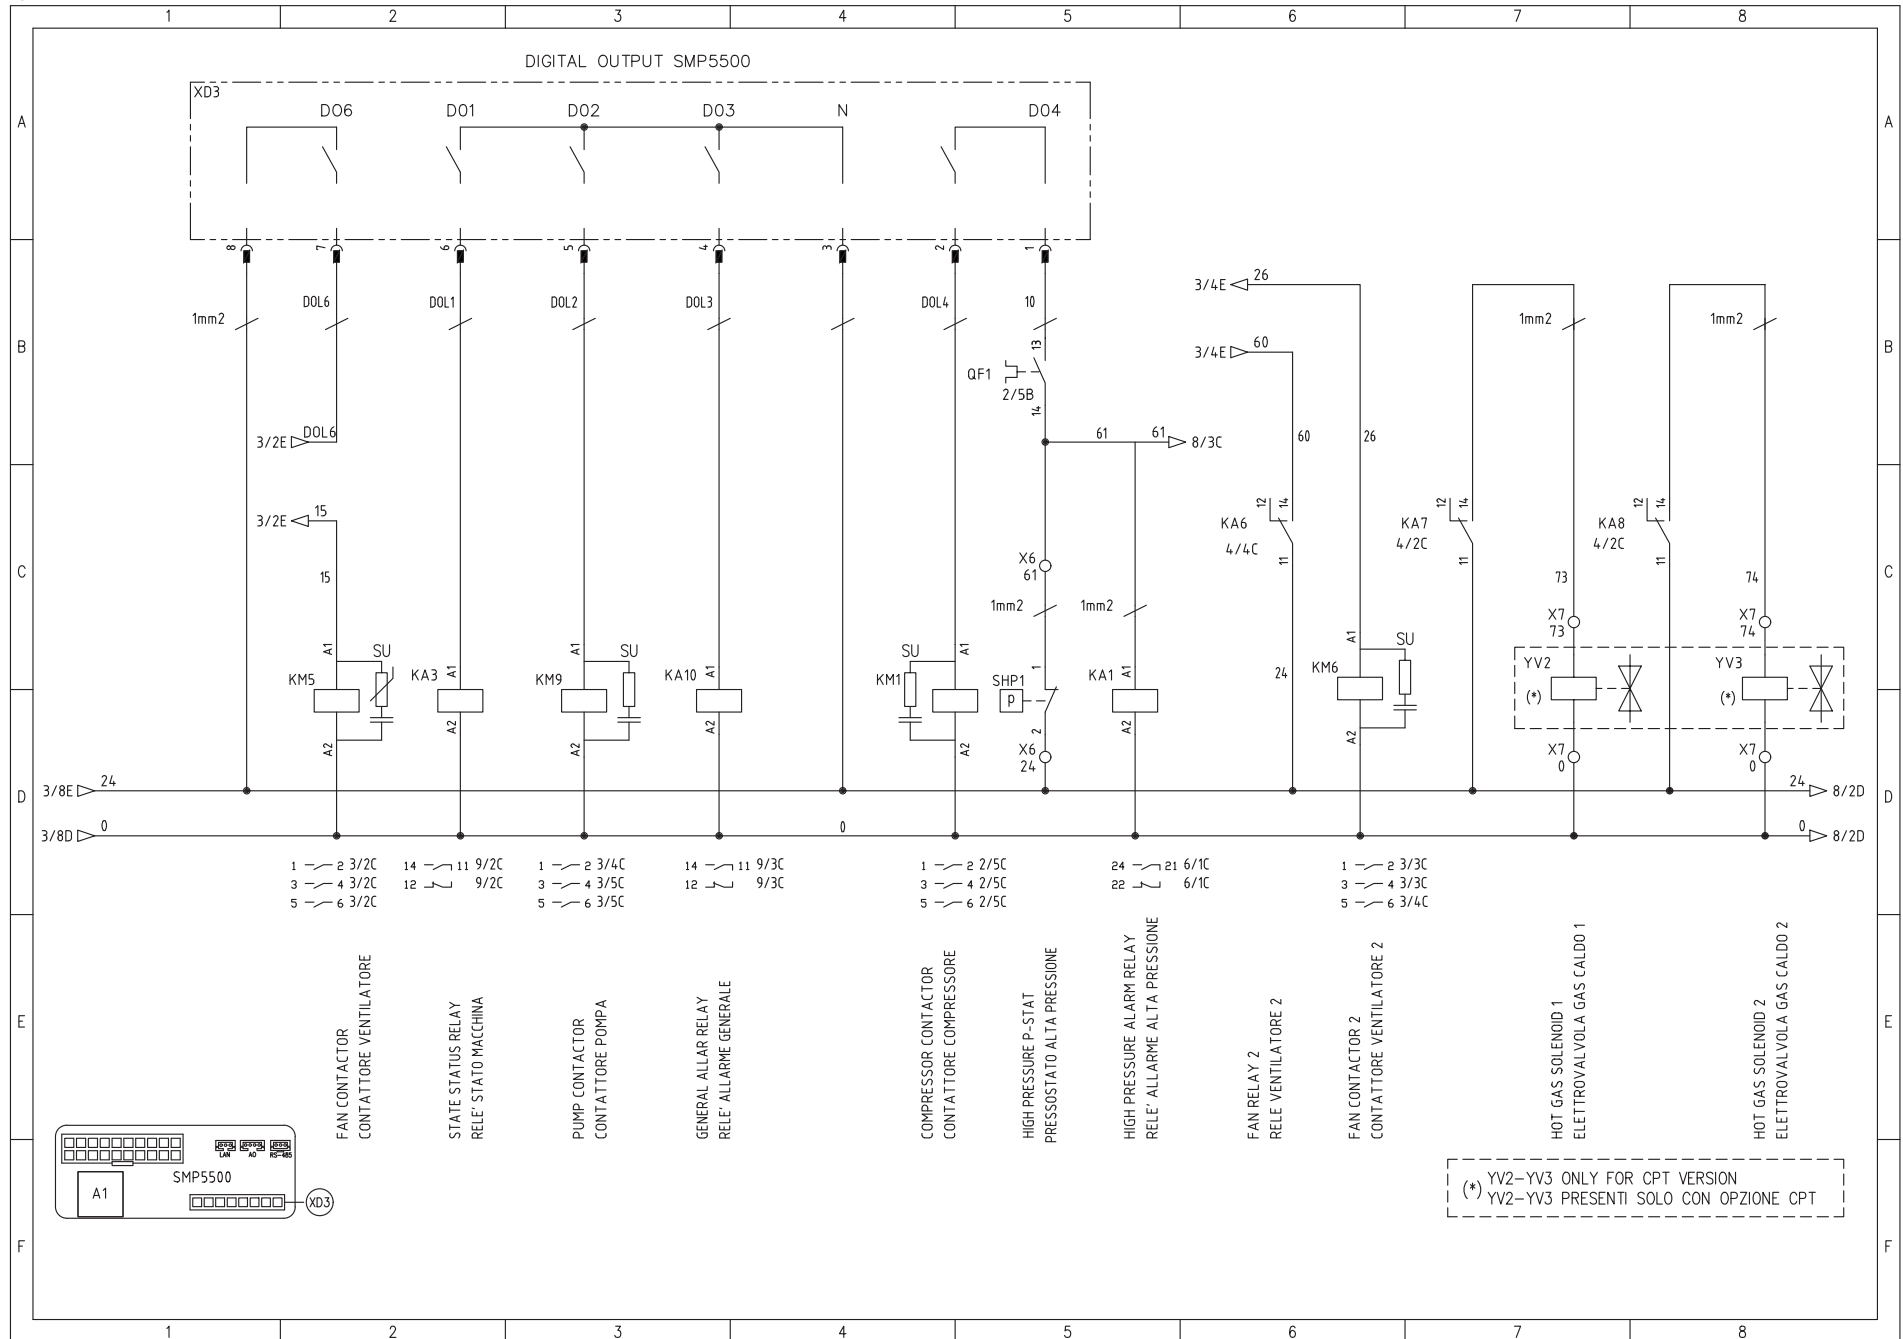 1 2 3 4 5 6 7 8
DIGITAL OUTPUT SMP5500
XD3
DO6 DO1 DO2 DO3 N DO4
A A
8 7 6 5 4 3 2 1
DOL6 DOL1 DOL2 DOL3 DOL4 10
1mm2
3/4E 26
1mm2 1mm2
B B
13
3/4E 60
QF1
2/5B
14
3/2E DOL6
61 61 8/3C
60 26
3/2E 15
12 14
KA6
4/4C
11
12 14
KA7
4/2C
11
12 14
KA8
4/2C
11
C C
15
X6
61
73 74
1mm2 1mm2
X7
73
X7
74
A1 SU
KM5
A2
A1
KA3
A2
A1 SU
KM9
A2
A1
KA10
A2
SU A1
KM1
A2
1
SHP1
P
2
A1
KA1
A2
24
A1 SU
KM6
A2
YV2
(*)
YV3
(*)
X6
24
X7
0
X7
0
D D
3/8E 24 24 8/2D
3/8D 0 0 0 8/2D
1 2 3/2C
3 4 3/2C
5 6 3/2C
14 11 9/2C
12 9/2C
1 2 3/4C
3 4 3/5C
5 6 3/5C
14 11 9/3C
12 9/3C
1 2 2/5C
3 4 2/5C
5 6 2/5C
24 21 6/1C
22 6/1C
1 2 3/3C
3 4 3/3C
5 6 3/4C
E E
FAN CONTACTOR
CONTATTORE VENTILATORE
STATE STATUS RELAY
RELE' STATO MACCHINA
PUMP CONTACTOR
CONTATTORE POMPA
GENERAL ALLAR RELAY
RELE' ALLARME GENERALE
COMPRESSOR CONTACTOR
CONTATTORE COMPRESSORE
HIGH PRESSURE P-STAT
PRESSOSTATO ALTA PRESSIONE
HIGH PRESSURE ALARM RELAY
RELE' ALLARME ALTA PRESSIONE
FAN RELAY 2
RELE VENTILATORE 2
FAN CONTACTOR 2
CONTATTORE VENTILATORE 2
HOT GAS SOLENOID 1
ELETTROVALVOLA GAS CALDO 1
HOT GAS SOLENOID 2
ELETTROVALVOLA GAS CALDO 2
LAN AO RS-485
SMP5500
A1
XD3
(*) YV2-YV3 ONLY FOR CPT VERSION
YV2-YV3 PRESENTI SOLO CON OPZIONE CPT
F F
1 2 3 4 5 6 7 8